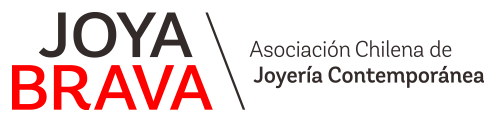 JOYA
BRAVA
Asociación Chilena de
Joyería Contemporánea